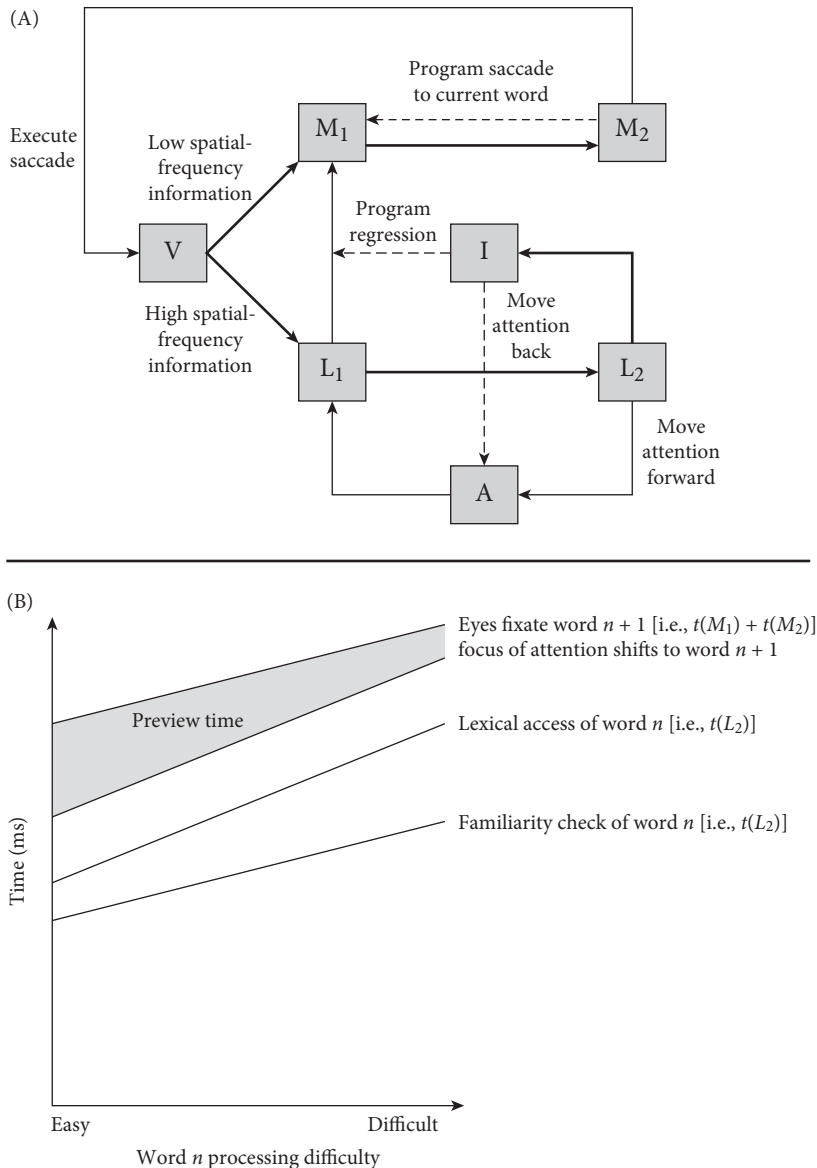 (A)
Program saccade
to current word
M1
M2
Execute
saccade
Low spatial-
frequency
information
Program
regression
V
I
High spatial-
frequency
information
Move
attention
back
L1
L2
Move
attention
forward
A
(B)
Eyes fixate word n + 1 [i.e., t(M1) + t(M2)]
focus of attention shifts to word n + 1
Preview time
Lexical access of word n [i.e., t(L2)]
Familiarity check of word n [i.e., t(L2)]
Time (ms)
Easy
Difficult
Word n processing difficulty